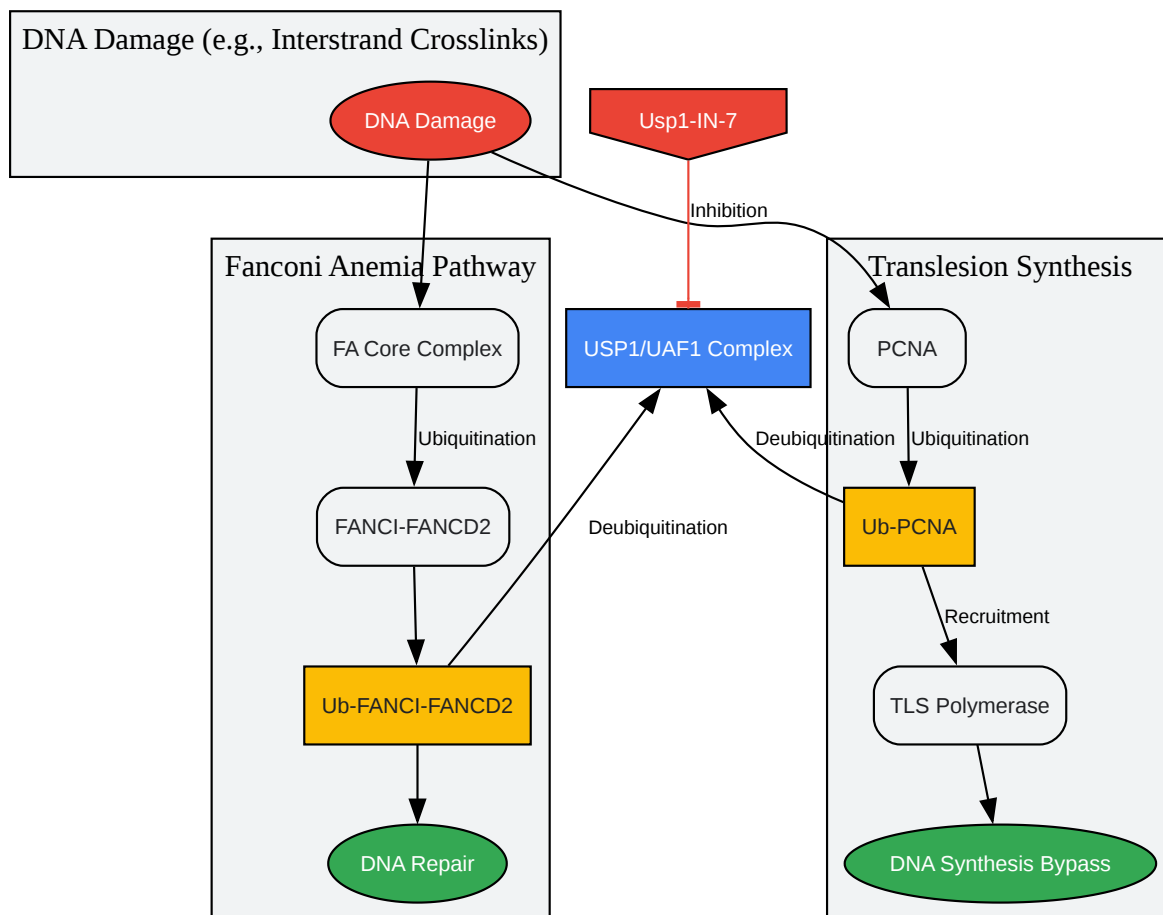 DNA Damage (e.g., Interstrand Crosslinks)
DNA Damage
Usp1-IN-7
Inhibition
Fanconi Anemia Pathway
Translesion Synthesis
FA Core Complex
USP1/UAF1 Complex
PCNA
Ubiquitination
Deubiquitination
Ubiquitination
FANCI-FANCD2
Deubiquitination
Ub-PCNA
Recruitment
Ub-FANCI-FANCD2
TLS Polymerase
DNA Repair
DNA Synthesis Bypass